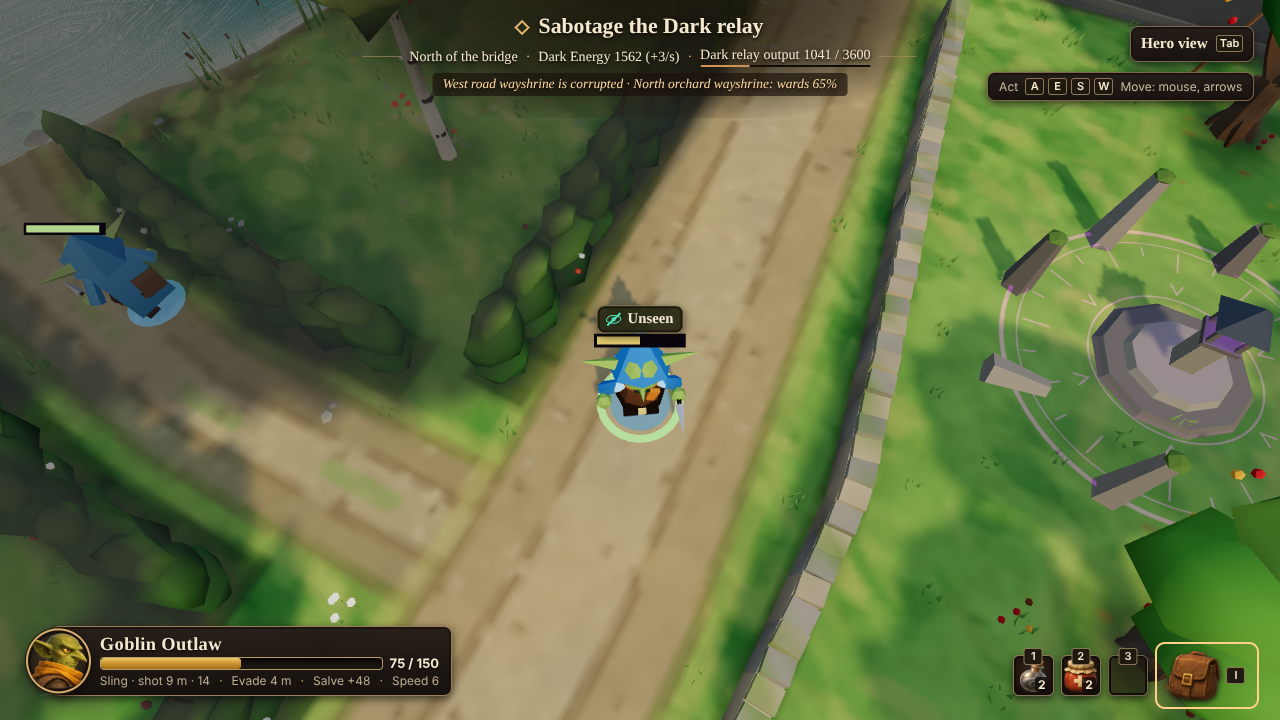 Sabotage the Dark relay
North of the bridge · Dark Energy 1562 (+3/s) · Dark relay output 1041 / 3600
West road wayshrine is corrupted · North orchard wayshrine: wards 65%
Hero view Tab
Act A E S W Move: mouse, arrows
Unseen
Goblin Outlaw
75 / 150
Sling · shot 9 m · 14 · Evade 4 m · Salve +48 · Speed 6
1 2 3
2 2 I